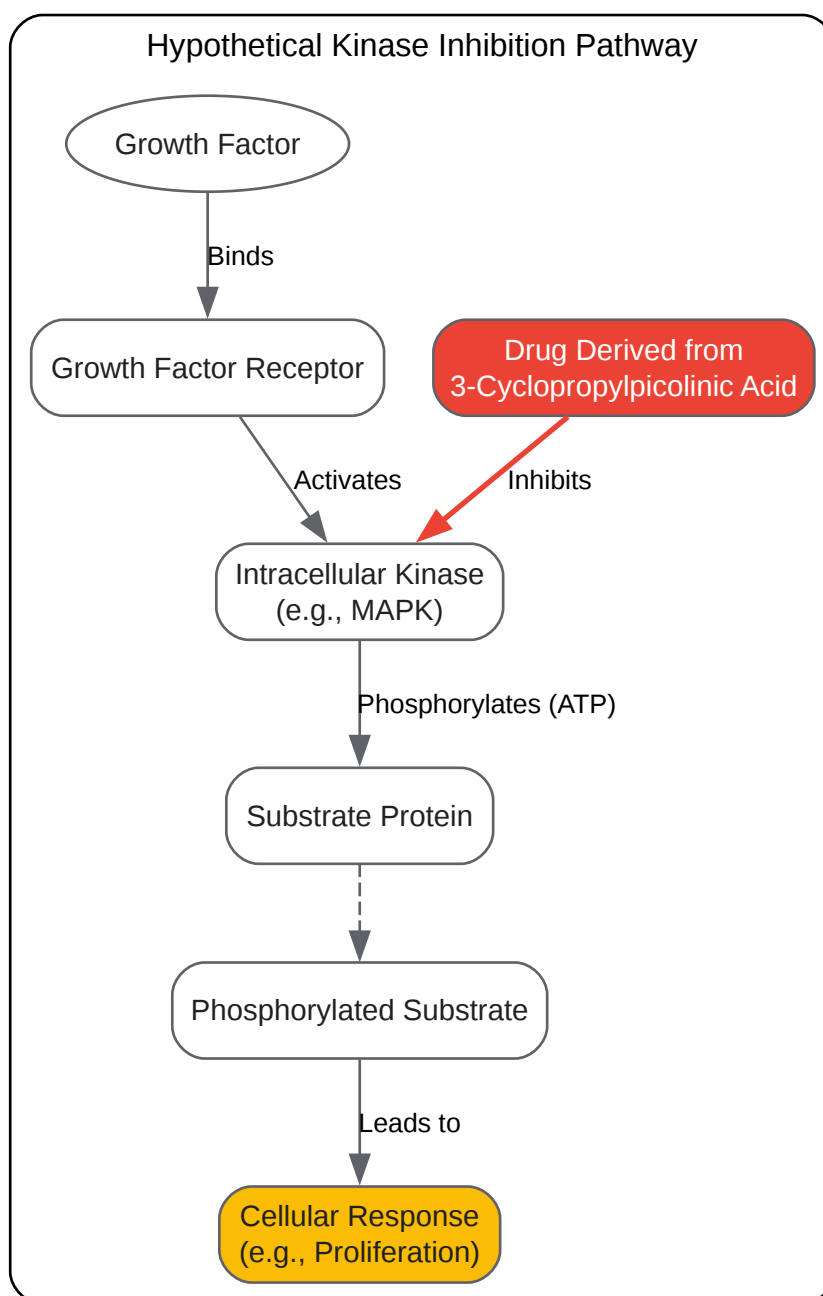 Hypothetical Kinase Inhibition Pathway
Growth Factor
Binds
Growth Factor Receptor
Drug Derived from
3-Cyclopropylpicolinic Acid
Activates
Inhibits
Intracellular Kinase
(e.g., MAPK)
Phosphorylates (ATP)
Substrate Protein
Phosphorylated Substrate
Leads to
Cellular Response
(e.g., Proliferation)